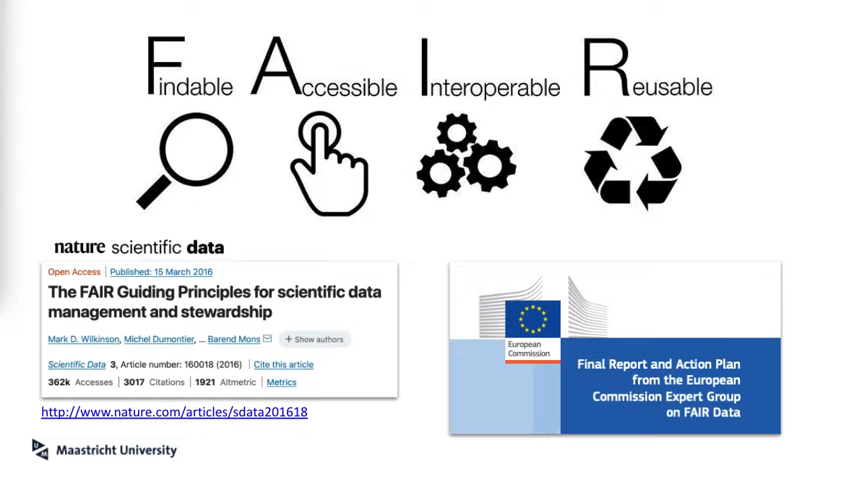 Findable Accessible Interoperable Reusable
nature scientific data
Open Access | Published: 15 March 2016
The FAIR Guiding Principles for scientific data
management and stewardship
Mark D. Wilkinson, Michel Dumontier, ... Barend Mons + Show authors
Scientific Data 3, Article number: 160018 (2016) | Cite this article
362k Accesses | 3017 Citations | 1921 Altmetric | Metrics
http://www.nature.com/articles/sdata201618
European
Commission
Final Report and Action Plan
from the European
Commission Expert Group
on FAIR Data
UM Maastricht University